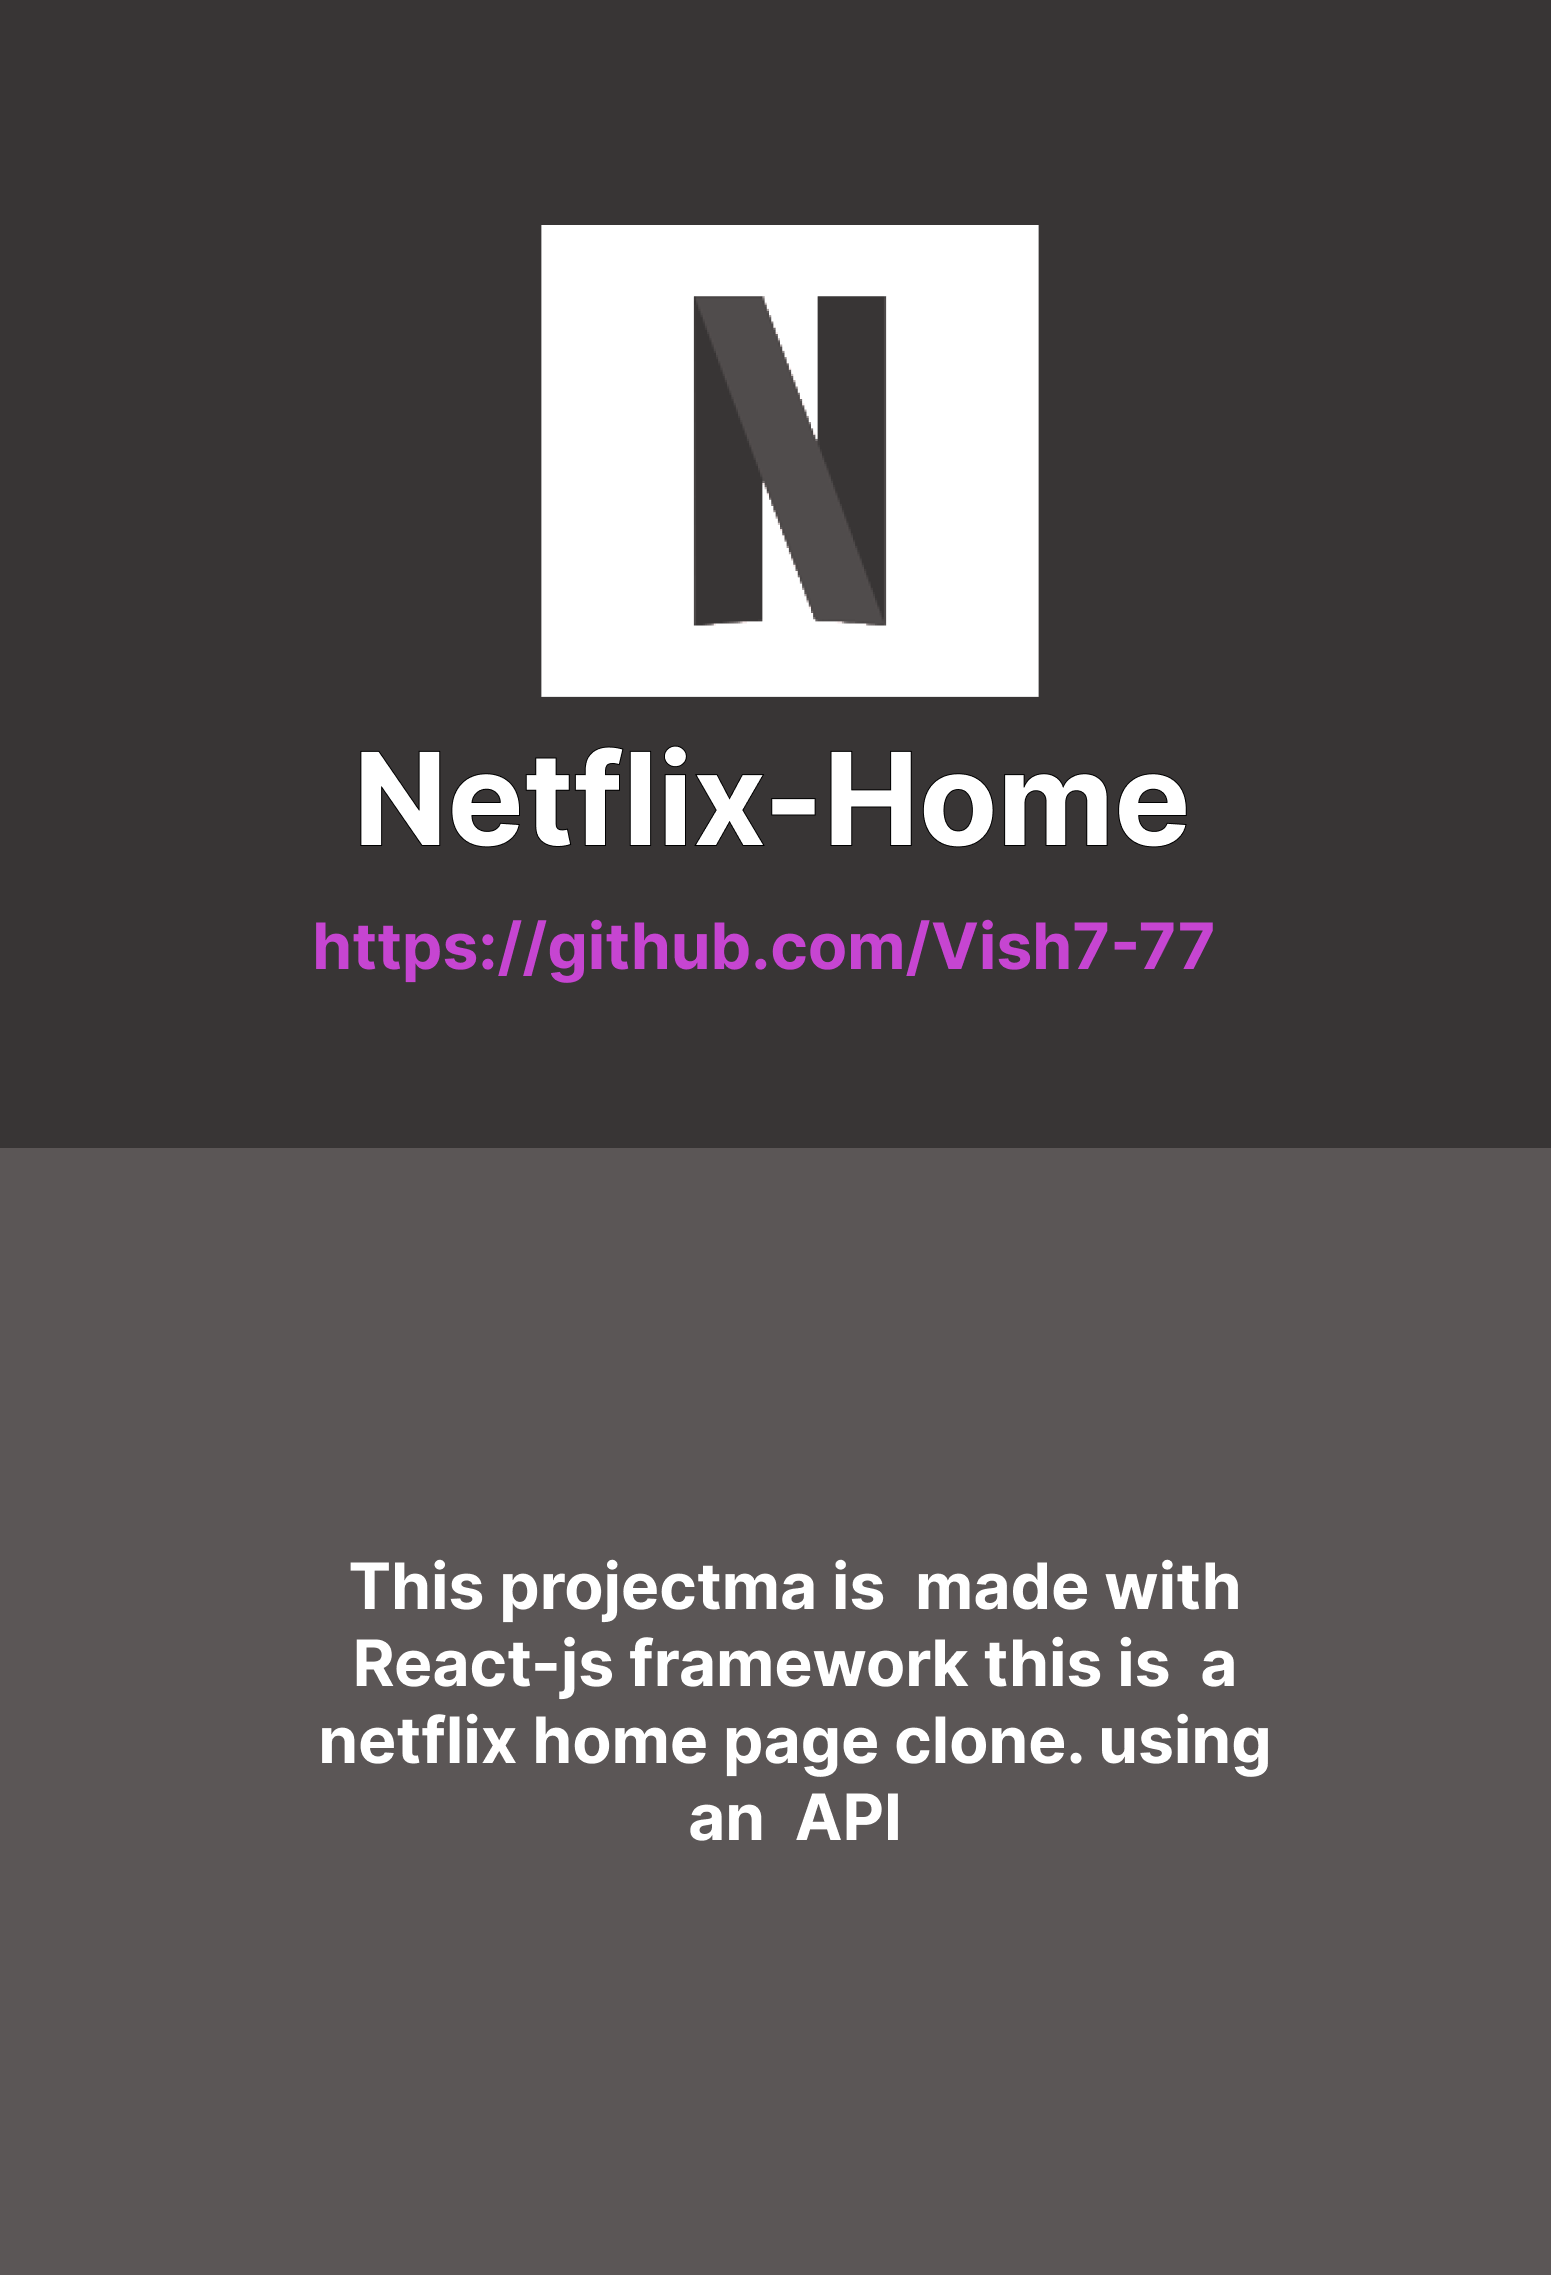 N
Netflix-Home
https://github.com/Vish7-77
This projectma is  made with
React-js framework this is  a
netflix home page clone. using
an  API